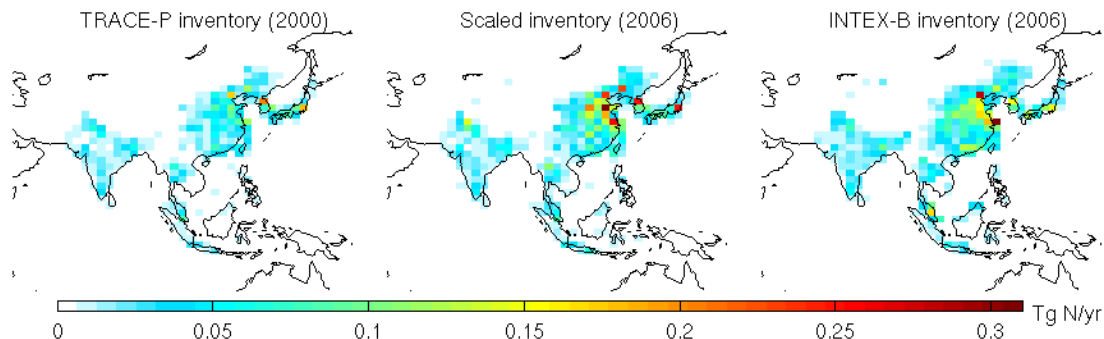 TRACE-P inventory (2000) Scaled inventory (2006) INTEX-B inventory (2006)
0 0.05 0.1 0.15 0.2 0.25 0.3 Tg N/yr